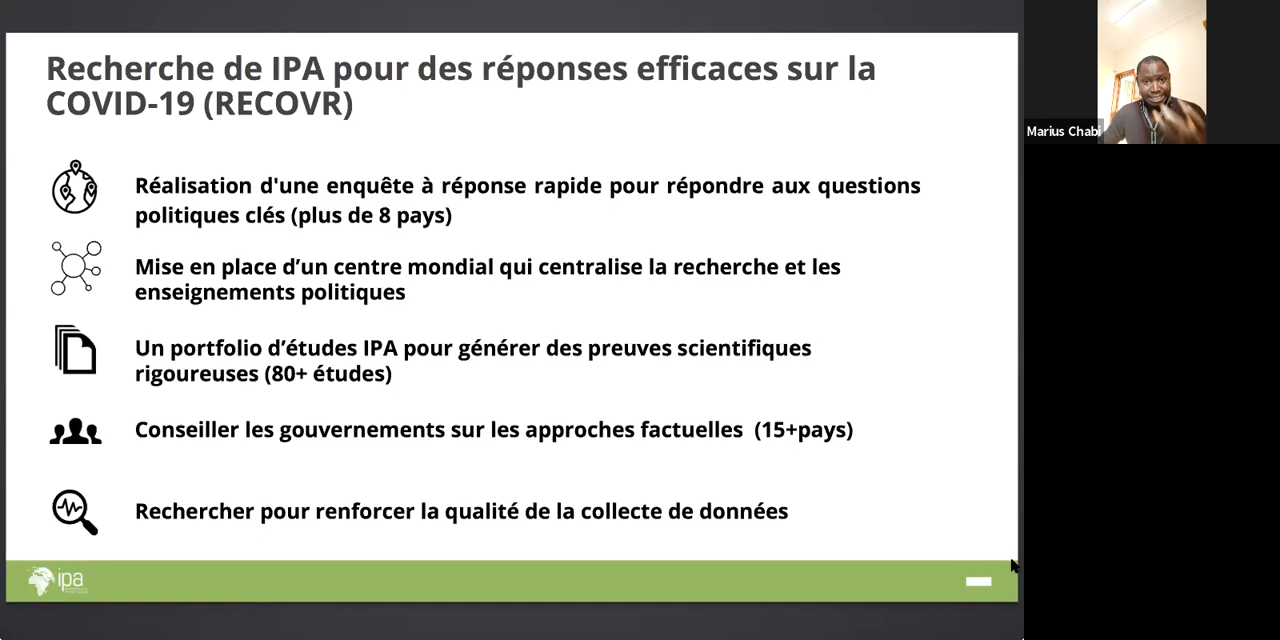 Recherche de IPA pour des réponses efficaces sur la
COVID-19 (RECOVR)
Réalisation d'une enquête à réponse rapide pour répondre aux questions
politiques clés (plus de 8 pays)
Mise en place d’un centre mondial qui centralise la recherche et les
enseignements politiques
Un portfolio d’études IPA pour générer des preuves scientifiques
rigoureuses (80+ études)
Conseiller les gouvernements sur les approches factuelles  (15+pays)
Rechercher pour renforcer la qualité de la collecte de données
ipa
Marius Chabi